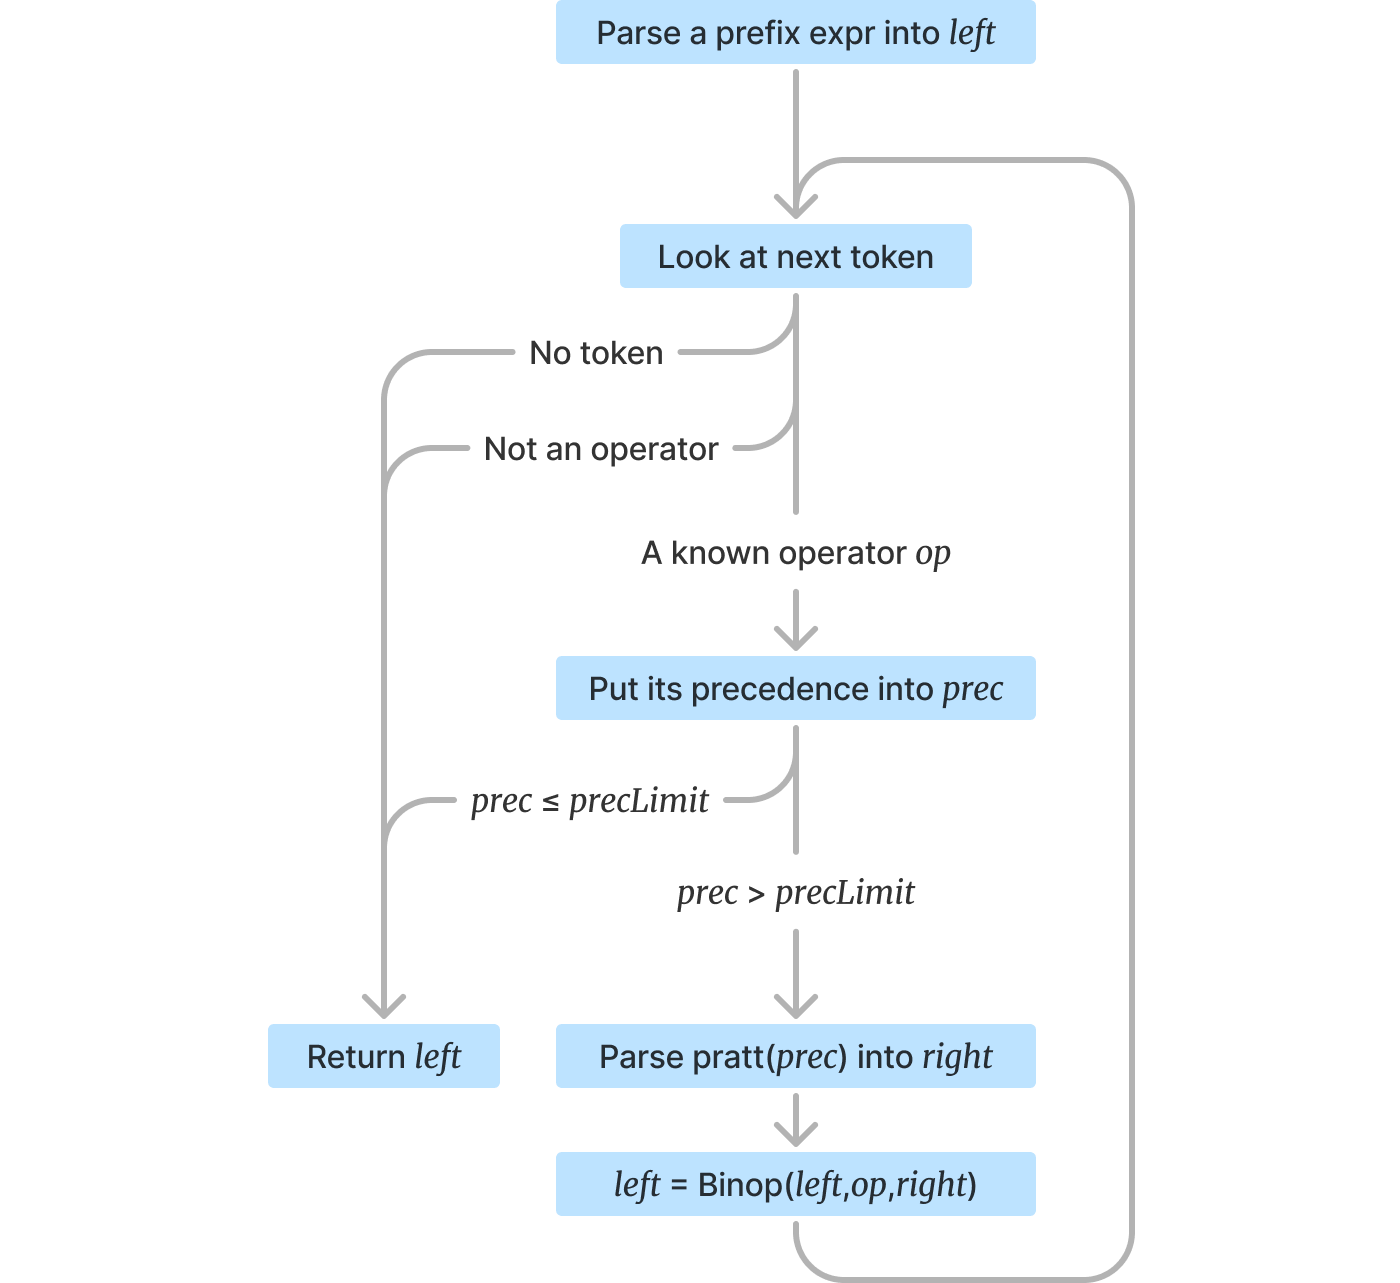 Parse a prefix expr into left
Look at next token
No token
Not an operator
A known operator op
Put its precedence into prec
prec ≤ precLimit
prec > precLimit
Return left
Parse pratt(prec) into right
left = Binop(left,op,right)